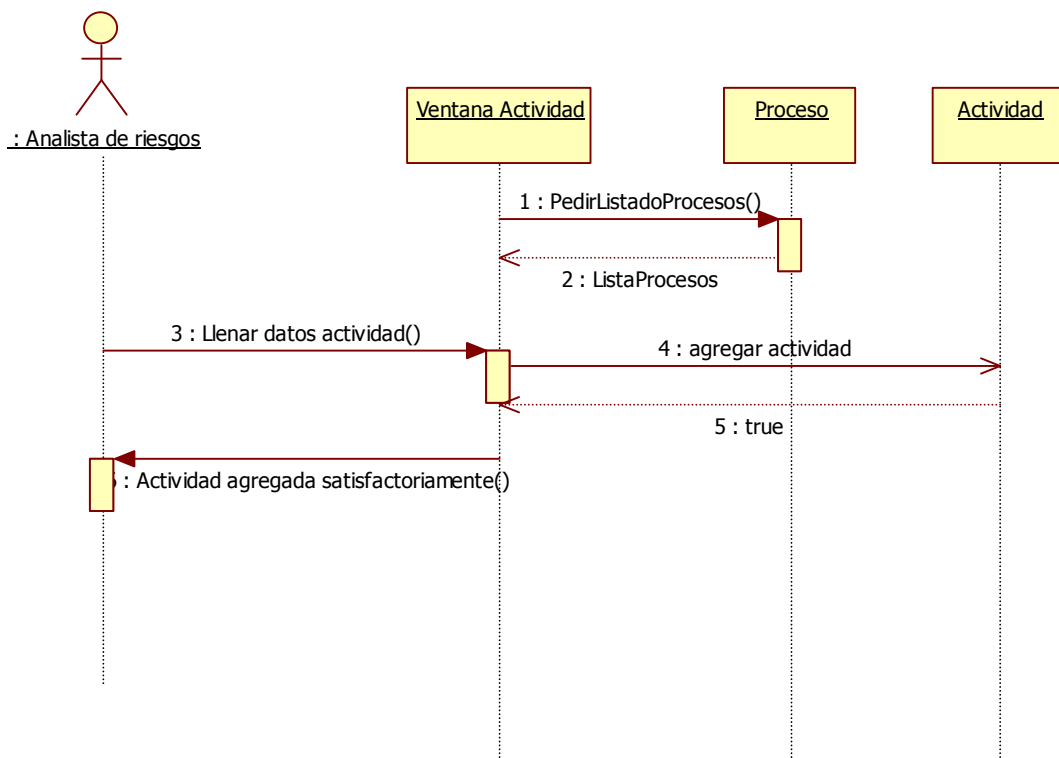 : Analista de riesgos
Ventana Actividad
Proceso
Actividad
1 : PedirListadoProcesos()
2 : ListaProcesos
3 : Llenar datos actividad()
4 : agregar actividad
5 : true
: Actividad agregada satisfactoriamente()